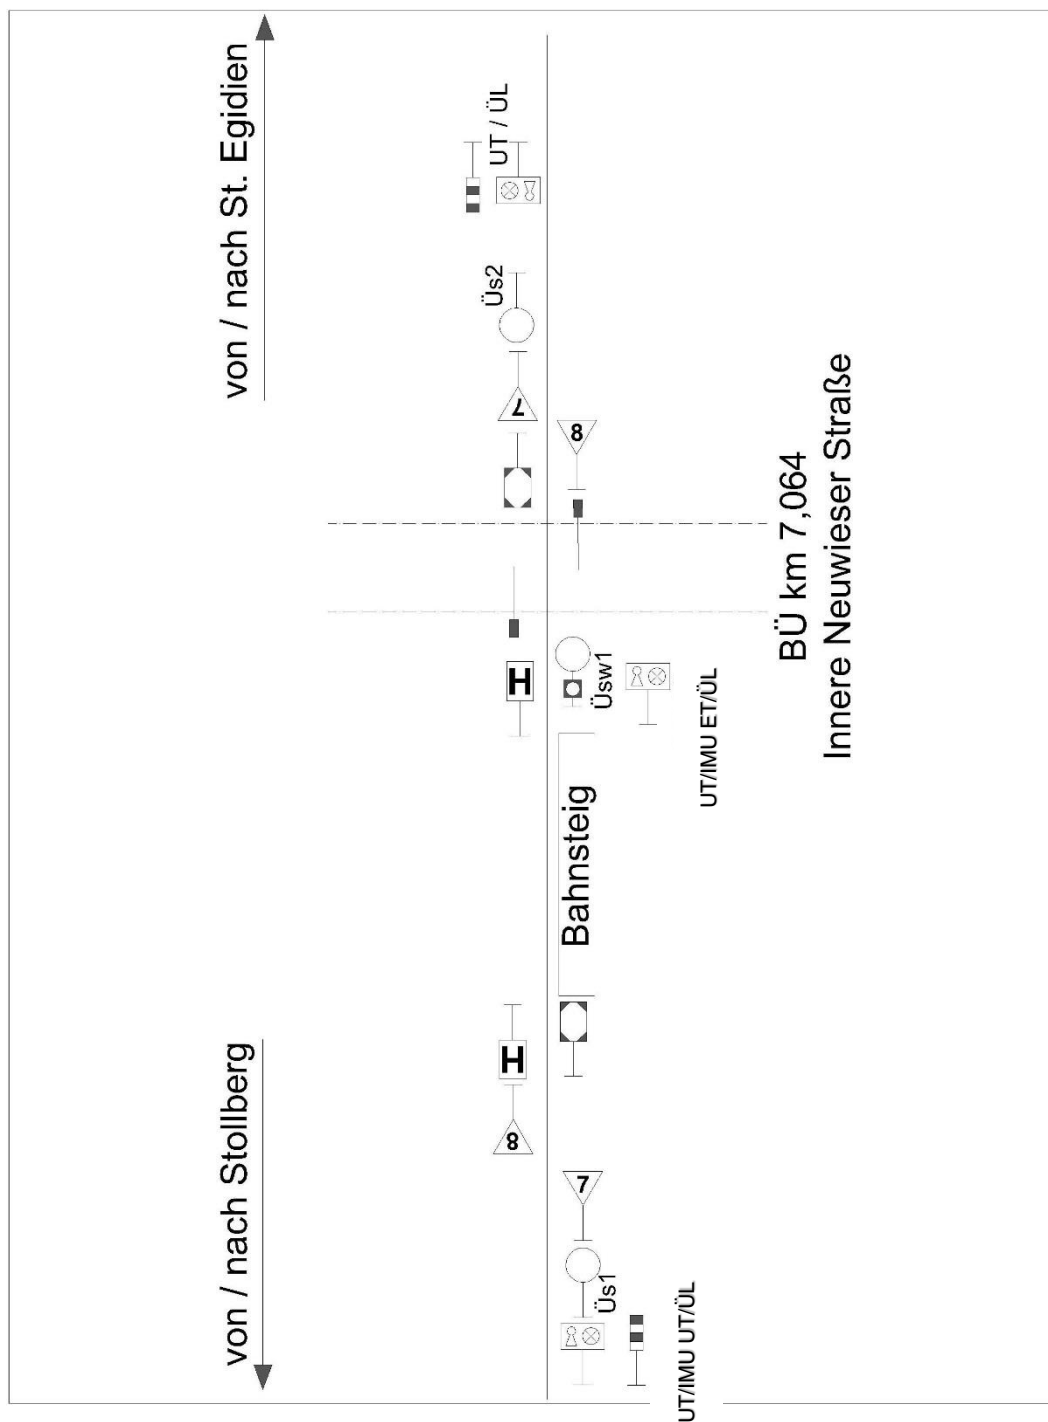 von / nach Stollberg
von / nach St. Egidien
H
H
8
7
Üs2
UT / ÜL
7
8
Bahnsteig
Üs1
Üsw1
UT/IMU UT/ÜL
UT/IMU ET/ÜL
BÜ km 7,064
Innere Neuwieser Straße